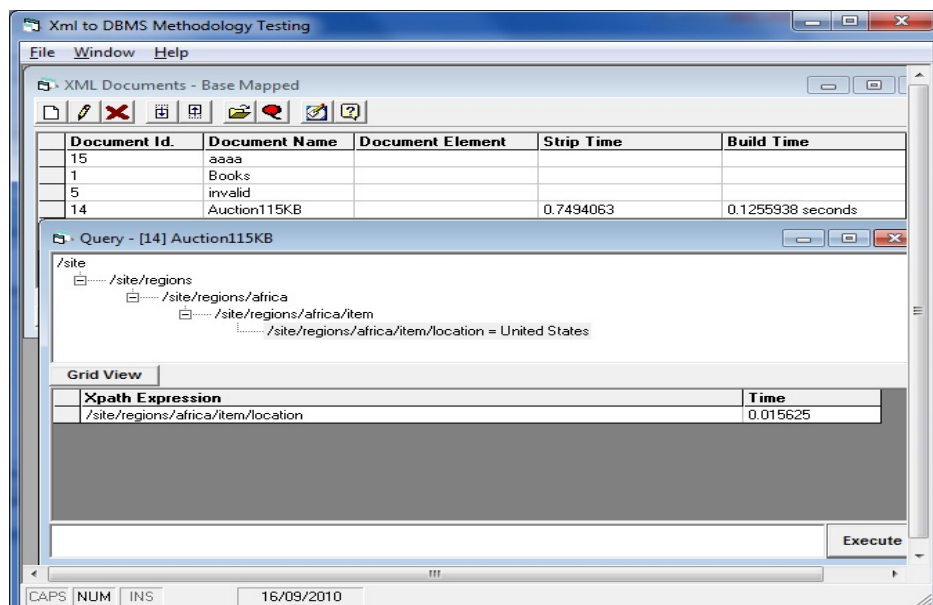 Xml to DBMS Methodology Testing
File Window Help
XML Documents - Base Mapped
Document Id. Document Name Document Element Strip Time Build Time
15 aaaa
1 Books
5 invalid
14 Auction115KB 0.7494063 0.1255938 seconds
Query - [14] Auction115KB
/site
/site/regions
/site/regions/africa
/site/regions/africa/item
/site/regions/africa/item/location = United States
Grid View
Xpath Expression Time
/site/regions/africa/item/location 0.015625
Execute
CAPS NUM INS 16/09/2010